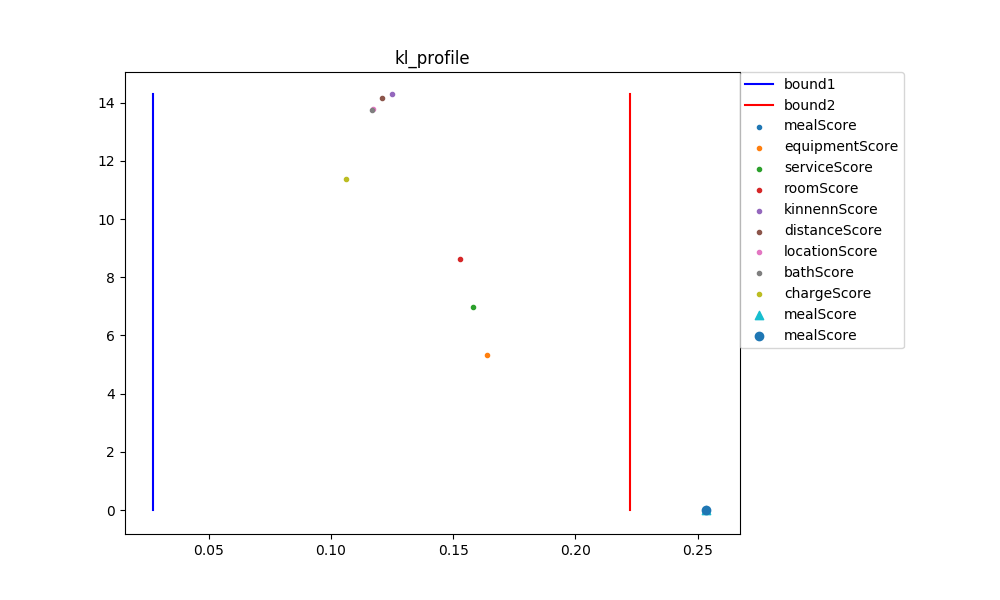 kl_profile
14
12
10
8
6
4
2
0
0.05 0.10 0.15 0.20 0.25
bound1
bound2
mealScore
equipmentScore
serviceScore
roomScore
kinnennScore
distanceScore
locationScore
bathScore
chargeScore
mealScore
mealScore